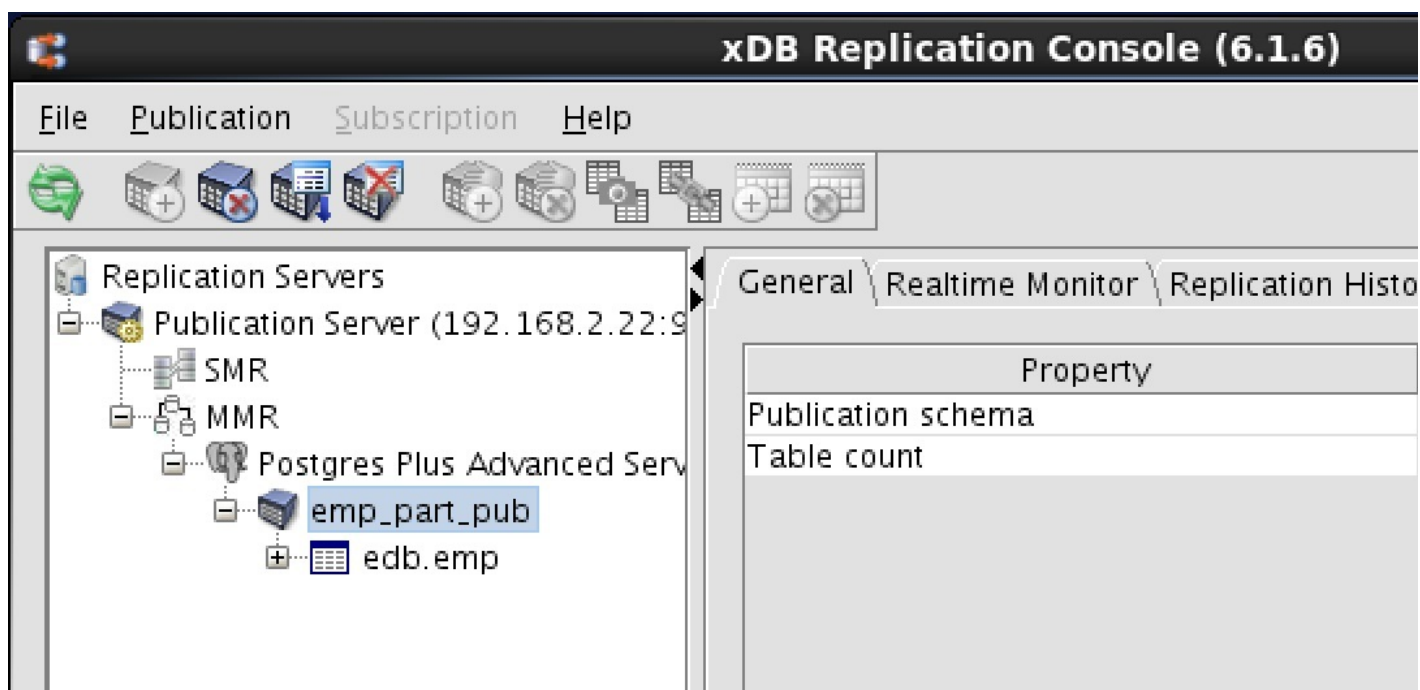 xDB Replication Console (6.1.6)
File Publication Subscription Help
Replication Servers
Publication Server (192.168.2.22:9
SMR
MMR
Postgres Plus Advanced Serv
emp_part_pub
edb.emp
General Realtime Monitor Replication Histo
Property
Publication schema
Table count